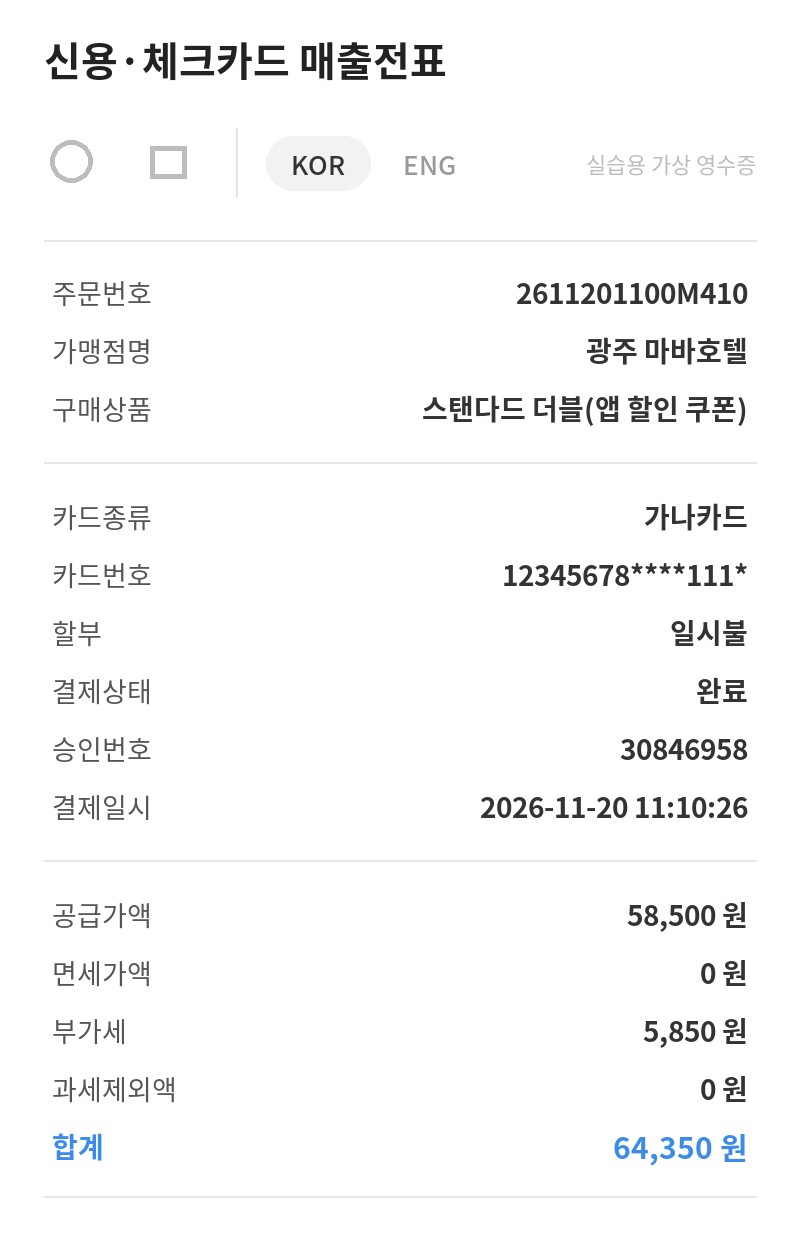 신용·체크카드 매출전표
KOR ENG 실습용 가상 영수증
주문번호 2611201100M410
가맹점명 광주 마바호텔
구매상품 스탠다드 더블(앱 할인 쿠폰)
카드종류 가나카드
카드번호 12345678****111*
할부 일시불
결제상태 완료
승인번호 30846958
결제일시 2026-11-20 11:10:26
공급가액 58,500 원
면세가액 0 원
부가세 5,850 원
과세제외액 0 원
합계 64,350 원